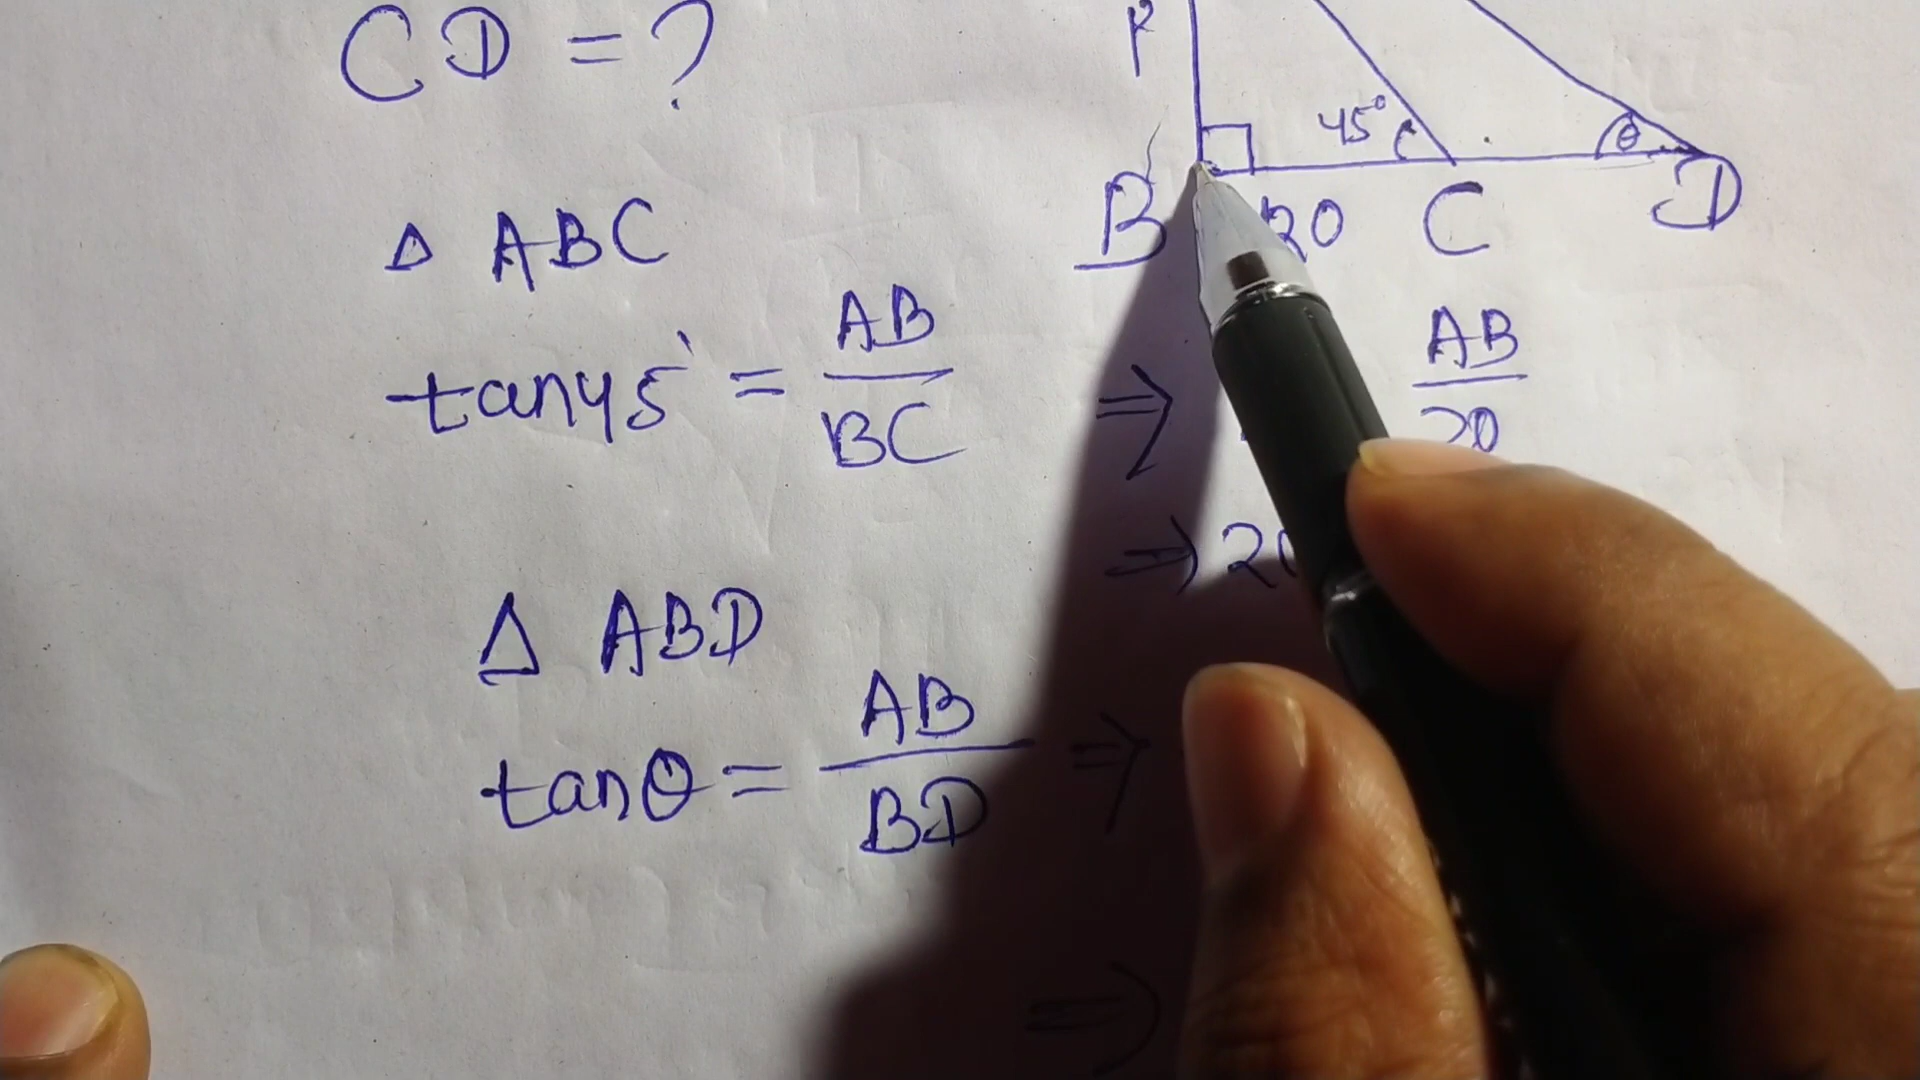 CD = ?
P
45°
θ
B 20 C D
Δ ABC
tan45° = AB/BC ⇒ AB/20
⇒ 20
Δ ABD
tanθ = AB/BD ⇒
⇒